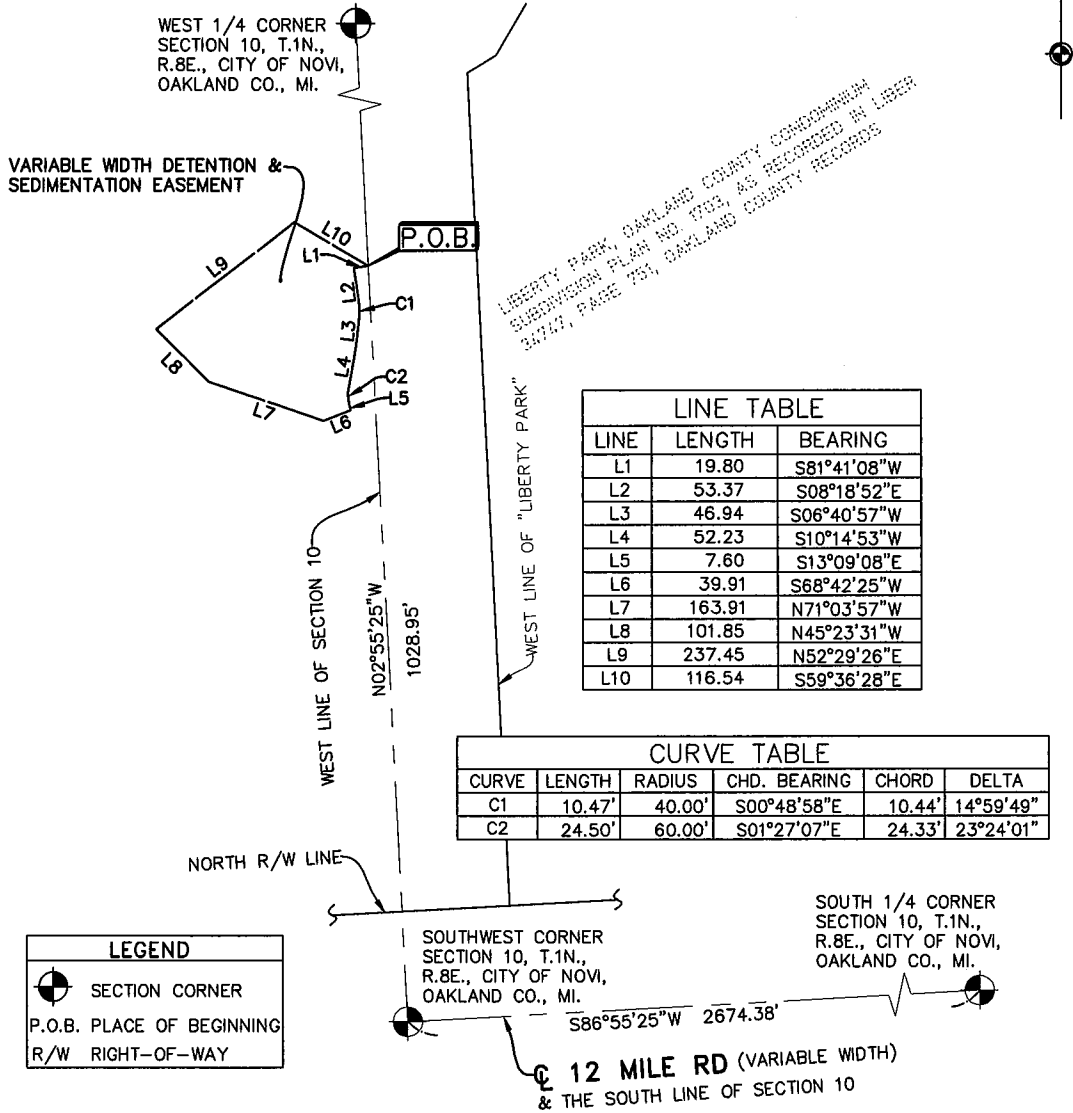 WEST 1/4 CORNER
SECTION 10, T.1N.,
R.8E., CITY OF NOVI,
OAKLAND CO., MI.
VARIABLE WIDTH DETENTION &
SEDIMENTATION EASEMENT
LIBERTY PARK, OAKLAND COUNTY CONDOMINIUM
SUBDIVISION PLAN NO. 1703, AS RECORDED IN LIBER
34747, PAGE 751, OAKLAND COUNTY RECORDS
P.O.B.
L10
L1
L9
L2
C1
L3
L8
L4
C2
L5
L7
L6
WEST LINE OF "LIBERTY PARK"
WEST LINE OF SECTION 10
N02°55'25"W
1028.95'
LINE TABLE
LINE LENGTH BEARING
L1 19.80 S81°41'08"W
L2 53.37 S08°18'52"E
L3 46.94 S06°40'57"W
L4 52.23 S10°14'53"W
L5 7.60 S13°09'08"E
L6 39.91 S68°42'25"W
L7 163.91 N71°03'57"W
L8 101.85 N45°23'31"W
L9 237.45 N52°29'26"E
L10 116.54 S59°36'28"E
CURVE TABLE
CURVE LENGTH RADIUS CHD. BEARING CHORD DELTA
C1 10.47' 40.00' S00°48'58"E 10.44' 14°59'49"
C2 24.50' 60.00' S01°27'07"E 24.33' 23°24'01"
NORTH R/W LINE
SOUTHWEST CORNER
SECTION 10, T.1N.,
R.8E., CITY OF NOVI,
OAKLAND CO., MI.
SOUTH 1/4 CORNER
SECTION 10, T.1N.,
R.8E., CITY OF NOVI,
OAKLAND CO., MI.
S86°55'25"W 2674.38'
℄ 12 MILE RD (VARIABLE WIDTH)
& THE SOUTH LINE OF SECTION 10
LEGEND
SECTION CORNER
P.O.B. PLACE OF BEGINNING
R/W RIGHT-OF-WAY